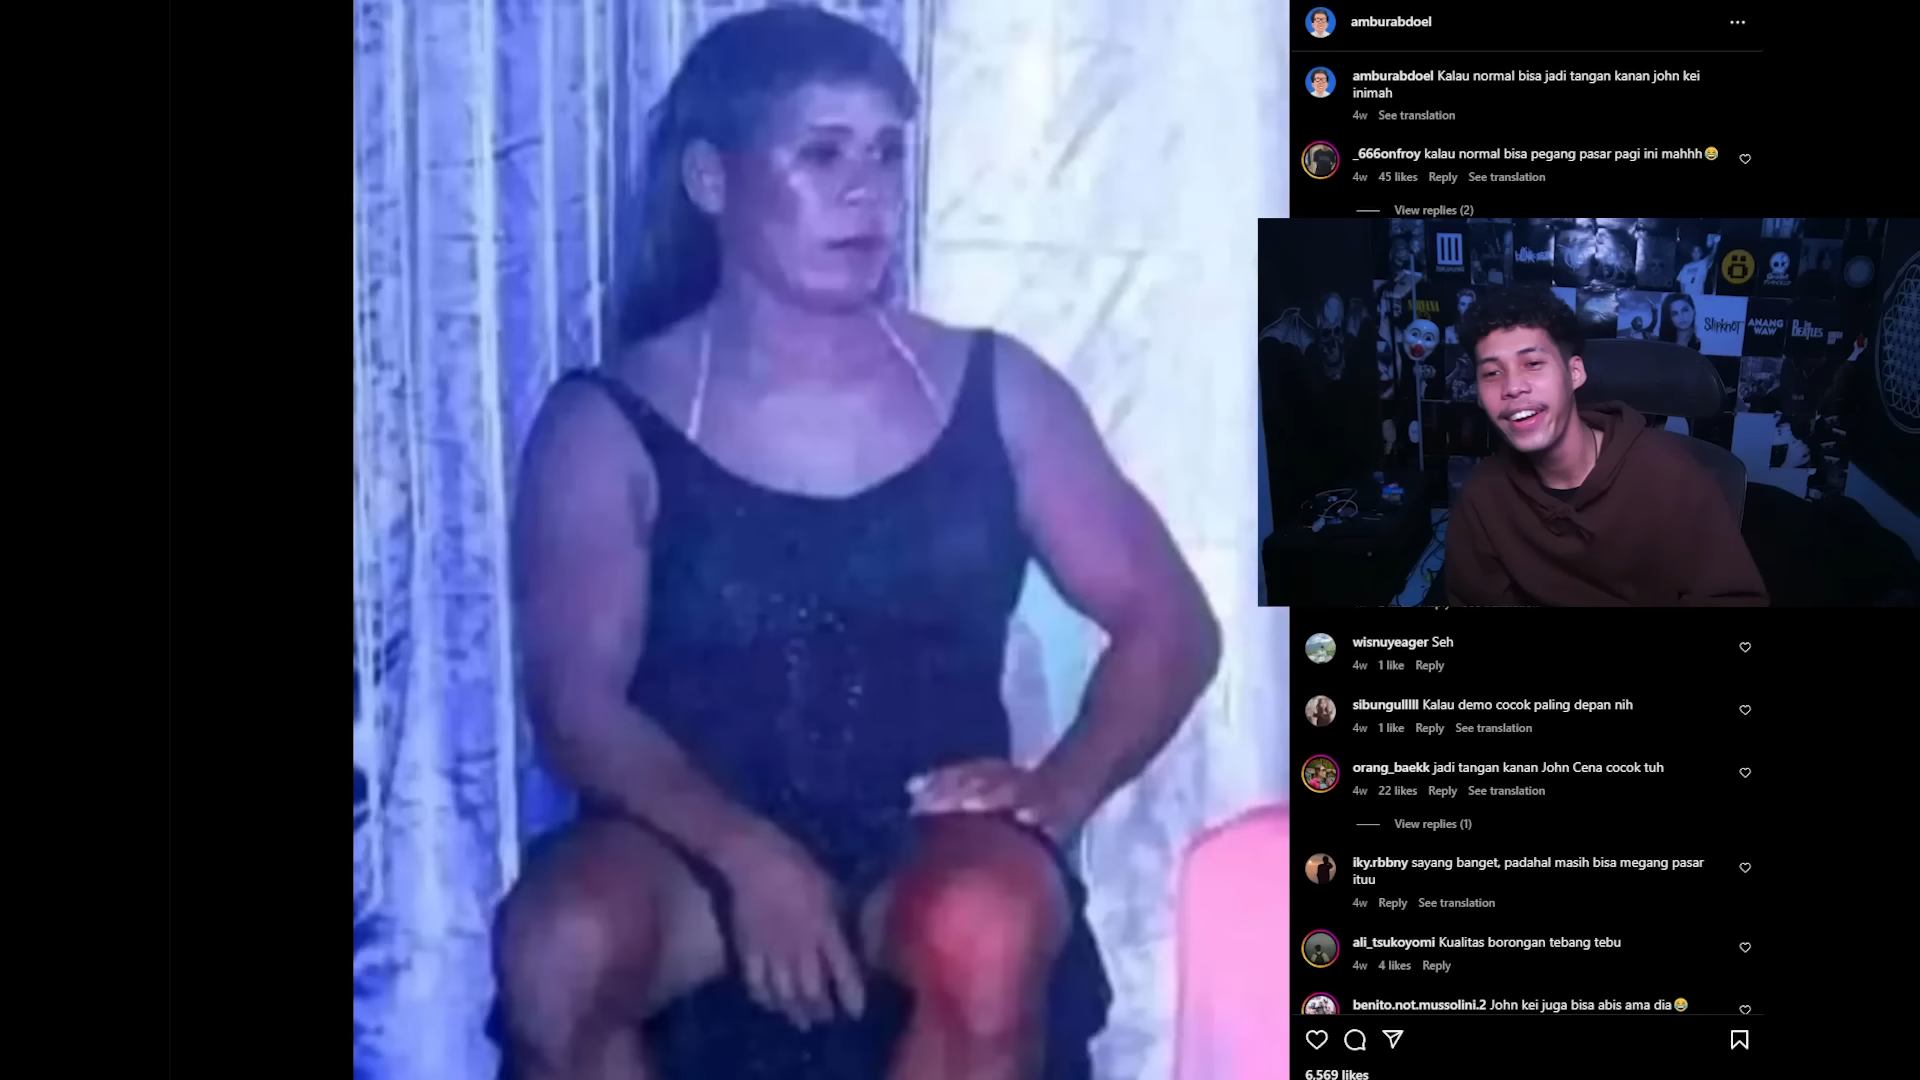 amburabdoel
amburabdoel Kalau normal bisa jadi tangan kanan john kei
inimah
4w See translation
_666onfroy kalau normal bisa pegang pasar pagi ini mahhh😂
4w 45 likes Reply See translation
View replies (2)
NIRVANA
SLIPKNOT
ANANG
WAW
BEATLES
wisnuyeager Seh
4w 1 like Reply
sibungulllll Kalau demo cocok paling depan nih
4w 1 like Reply See translation
orang_baekk jadi tangan kanan John Cena cocok tuh
4w 22 likes Reply See translation
View replies (1)
iky.rbbny sayang banget, padahal masih bisa megang pasar
ituu
4w Reply See translation
ali_tsukoyomi Kualitas borongan tebang tebu
4w 4 likes Reply
benito.not.mussolini.2 John kei juga bisa abis ama dia😂
6,569 likes